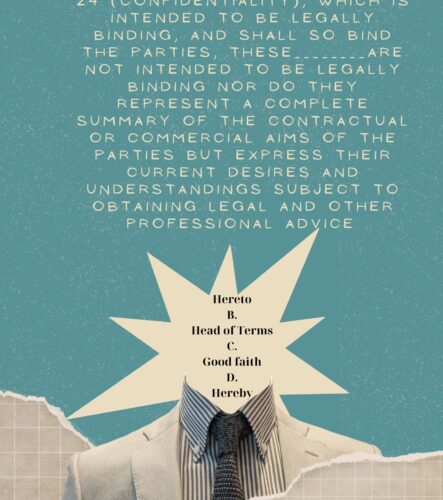 24 (CONFIDENTIALITY), WHICH IS
INTENDED TO BE LEGALLY
BINDING, AND SHALL SO BIND
THE PARTIES, THESE________ARE
NOT INTENDED TO BE LEGALLY
BINDING NOR DO THEY
REPRESENT A COMPLETE
SUMMARY OF THE CONTRACTUAL
OR COMMERCIAL AIMS OF THE
PARTIES BUT EXPRESS THEIR
CURRENT DESIRES AND
UNDERSTANDINGS SUBJECT TO
OBTAINING LEGAL AND OTHER
PROFESSIONAL ADVICE
Hereto
B.
Head of Terms
C.
Good faith
D.
Hereby